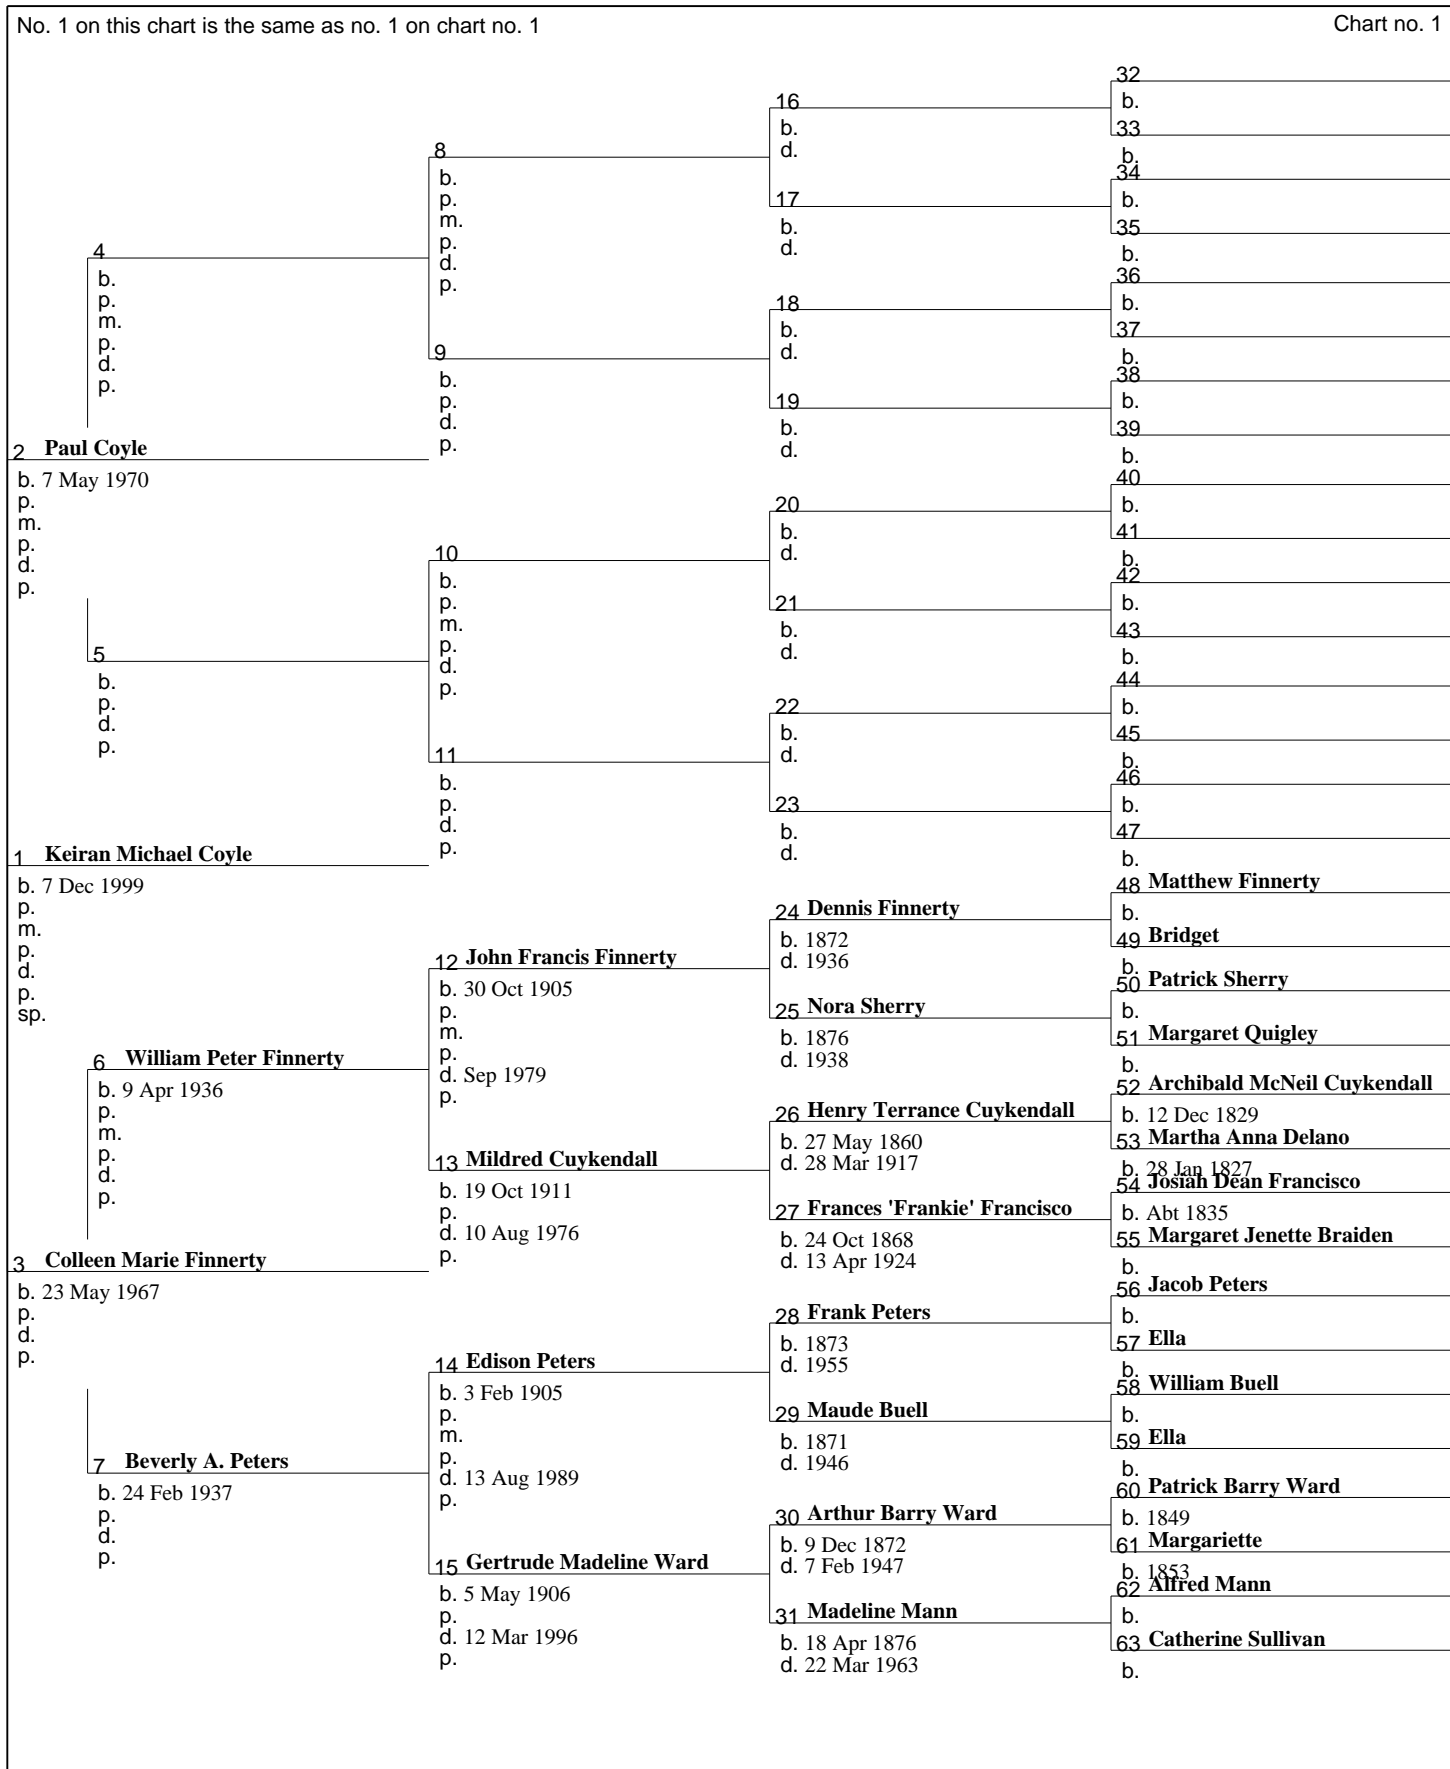 No. 1 on this chart is the same as no. 1 on chart no. 1
Chart no. 1
2 Paul Coyle
b. 7 May 1970
p.
m.
p.
d.
p.
1 Keiran Michael Coyle
b. 7 Dec 1999
p.
m.
p.
d.
p.
sp.
3 Colleen Marie Finnerty
b. 23 May 1967
p.
d.
p.
4
b.
p.
m.
p.
d.
p.
5
b.
p.
d.
p.
6 William Peter Finnerty
b. 9 Apr 1936
p.
m.
p.
d.
p.
7 Beverly A. Peters
b. 24 Feb 1937
p.
d.
p.
8
b.
p.
m.
p.
d.
p.
9
b.
p.
d.
p.
10
b.
p.
m.
p.
d.
p.
11
b.
p.
d.
p.
12 John Francis Finnerty
b. 30 Oct 1905
p.
m.
p.
d. Sep 1979
p.
13 Mildred Cuykendall
b. 19 Oct 1911
p.
d. 10 Aug 1976
p.
14 Edison Peters
b. 3 Feb 1905
p.
m.
p.
d. 13 Aug 1989
p.
15 Gertrude Madeline Ward
b. 5 May 1906
p.
d. 12 Mar 1996
p.
16
b.
d.
17
b.
d.
18
b.
d.
19
b.
d.
20
b.
d.
21
b.
d.
22
b.
d.
23
b.
d.
24 Dennis Finnerty
b. 1872
d. 1936
25 Nora Sherry
b. 1876
d. 1938
26 Henry Terrance Cuykendall
b. 27 May 1860
d. 28 Mar 1917
27 Frances 'Frankie' Francisco
b. 24 Oct 1868
d. 13 Apr 1924
28 Frank Peters
b. 1873
d. 1955
29 Maude Buell
b. 1871
d. 1946
30 Arthur Barry Ward
b. 9 Dec 1872
d. 7 Feb 1947
31 Madeline Mann
b. 18 Apr 1876
d. 22 Mar 1963
32
b.
33
b.
34
b.
35
b.
36
b.
37
b.
38
b.
39
b.
40
b.
41
b.
42
b.
43
b.
44
b.
45
b.
46
b.
47
b.
48 Matthew Finnerty
b.
49 Bridget
b.
50 Patrick Sherry
b.
51 Margaret Quigley
b.
52 Archibald McNeil Cuykendall
b. 12 Dec 1829
53 Martha Anna Delano
b. 28 Jan 1827
54 Josiah Dean Francisco
b. Abt 1835
55 Margaret Jenette Braiden
b.
56 Jacob Peters
b.
57 Ella
b.
58 William Buell
b.
59 Ella
b.
60 Patrick Barry Ward
b. 1849
61 Margariette
b. 1853
62 Alfred Mann
b.
63 Catherine Sullivan
b.